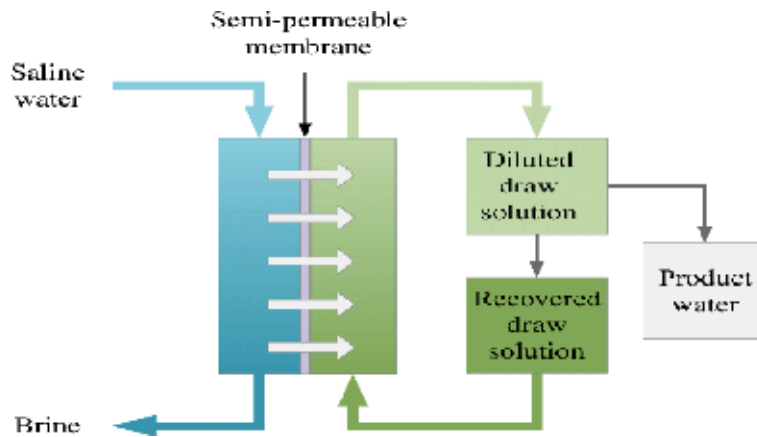 Semi-permeable
membrane
Saline
water
Diluted
draw
solution
Recovered
draw
solution
Product
water
Brine